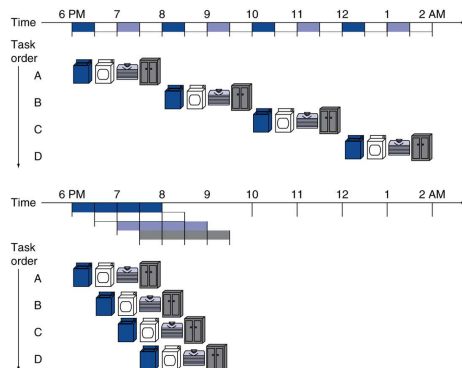 6 PM 7 8 9 10 11 12 1 2 AM
Time
Task
order
A
B
C
D
6 PM 7 8 9 10 11 12 1 2 AM
Time
Task
order
A
B
C
D